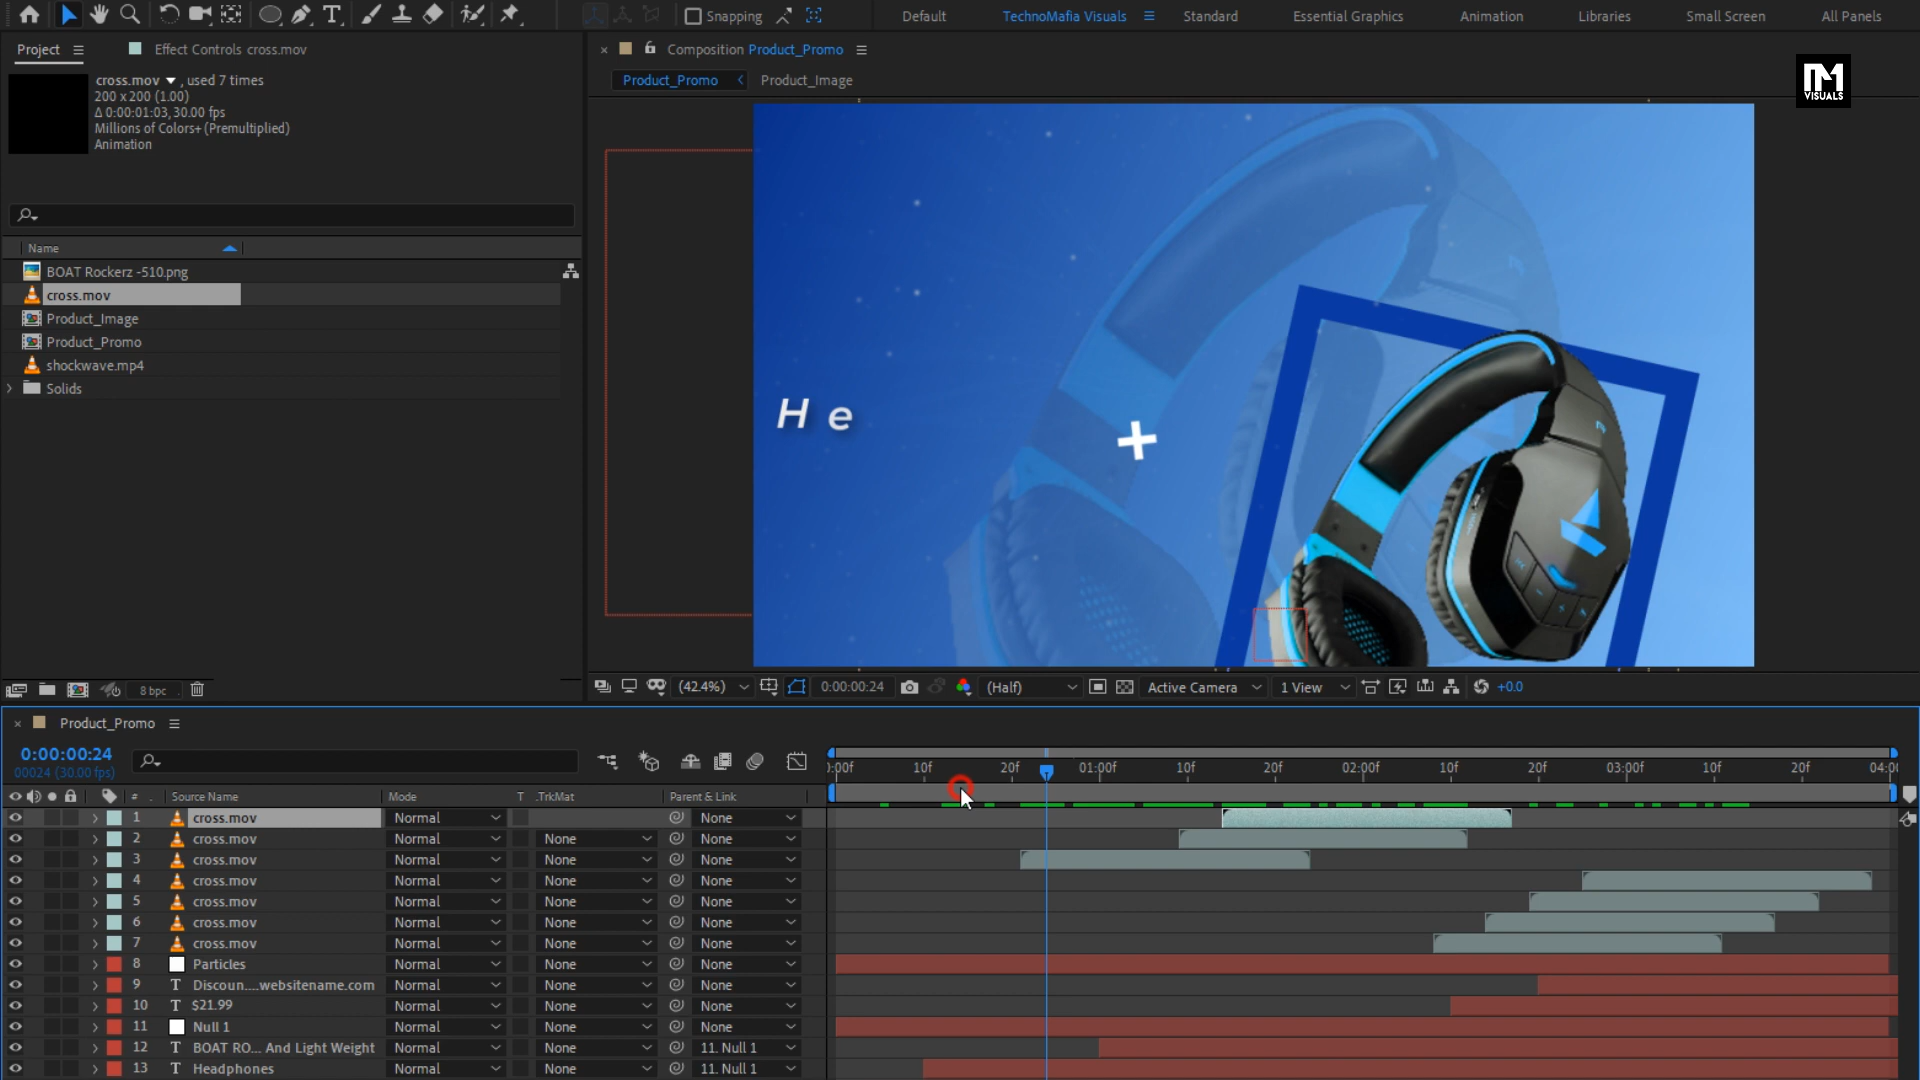 Snapping
Default
TechnoMafia Visuals
Standard
Essential Graphics
Animation
Libraries
Small Screen
All Panels
Project
Effect Controls cross.mov
Composition Product_Promo
cross.mov , used 7 times
200 x 200 (1.00)
Δ 0:00:01:03, 30.00 fps
Millions of Colors+ (Premultiplied)
Animation
Product_Promo
Product_Image
VISUALS
Name
BOAT Rockerz -510.png
cross.mov
Product_Image
Product_Promo
shockwave.mp4
Solids
H e
8 bpc
(42.4%)
0:00:00:24
(Half)
Active Camera
1 View
+0.0
Product_Promo
0:00:00:24
00024 (30.00 fps)
:00f 10f 20f 01:00f 10f 20f 02:00f 10f 20f 03:00f 10f 20f 04:0
# Source Name Mode T .TrkMat Parent & Link
1 cross.mov Normal None
2 cross.mov Normal None None
3 cross.mov Normal None None
4 cross.mov Normal None None
5 cross.mov Normal None None
6 cross.mov Normal None None
7 cross.mov Normal None None
8 Particles Normal None None
9 T Discoun....websitename.com Normal None None
10 T $21.99 Normal None None
11 Null 1 Normal None None
12 T BOAT RO... And Light Weight Normal None 11. Null 1
13 T Headphones Normal None 11. Null 1